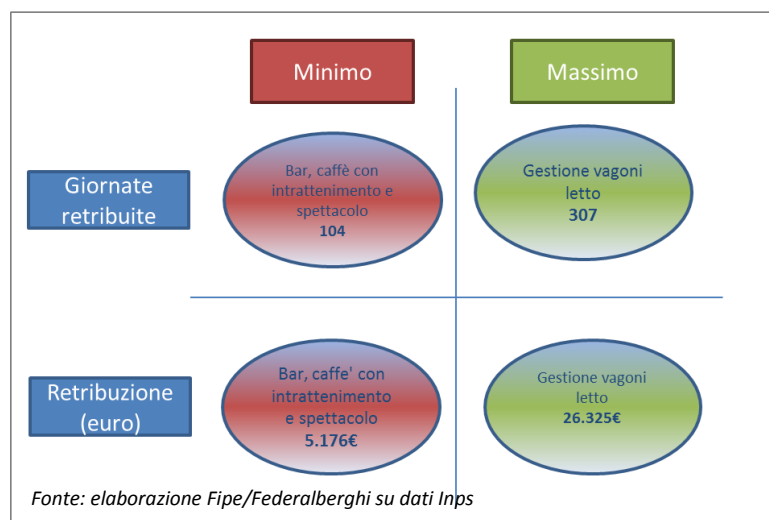 Minimo
Massimo
Giornate
retribuite
Bar, caffè con
intrattenimento e
spettacolo
104
Gestione vagoni
letto
307
Retribuzione
(euro)
Bar, caffe' con
intrattenimento
e spettacolo
5.176€
Gestione vagoni
letto
26.325€
Fonte: elaborazione Fipe/Federalberghi su dati Inps